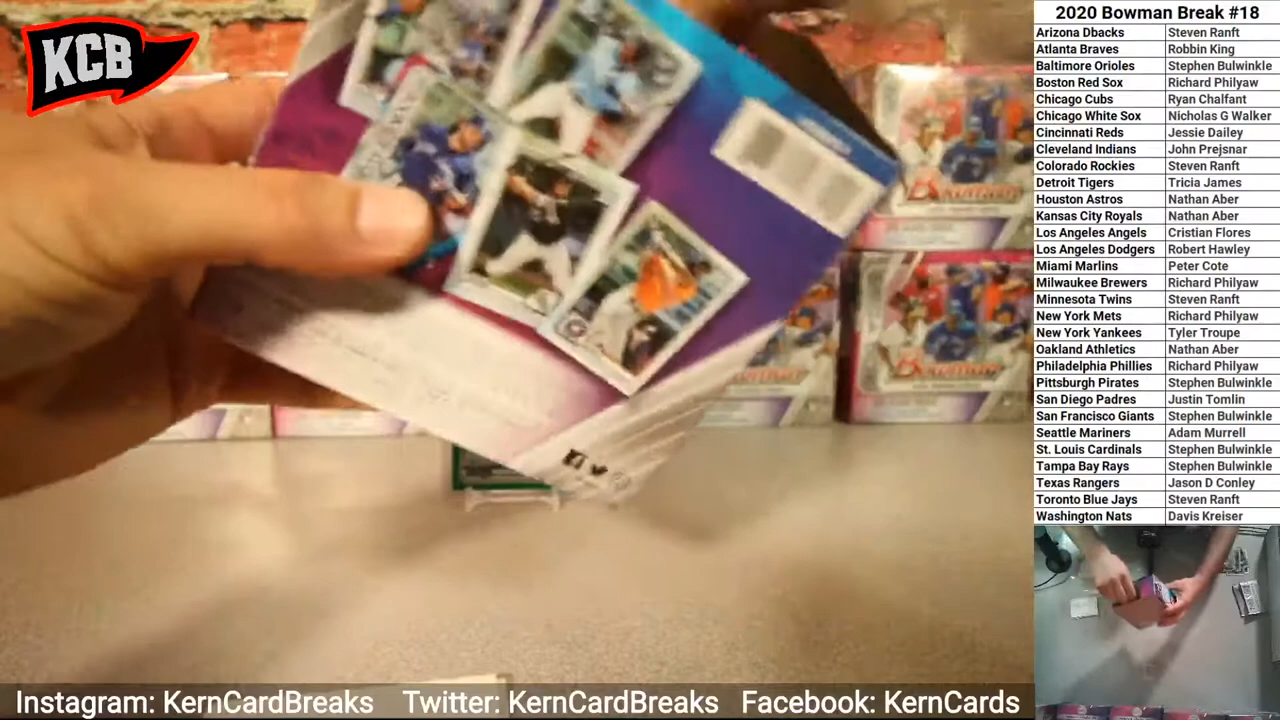 KCB
2020 Bowman Break #18
Arizona Dbacks Steven Ranft
Atlanta Braves Robbin King
Baltimore Orioles Stephen Bulwinkle
Boston Red Sox Richard Philyaw
Chicago Cubs Ryan Chalfant
Chicago White Sox Nicholas G Walker
Cincinnati Reds Jessie Dailey
Cleveland Indians John Prejsnar
Colorado Rockies Steven Ranft
Detroit Tigers Tricia James
Houston Astros Nathan Aber
Kansas City Royals Nathan Aber
Los Angeles Angels Cristian Flores
Los Angeles Dodgers Robert Hawley
Miami Marlins Peter Cote
Milwaukee Brewers Richard Philyaw
Minnesota Twins Steven Ranft
New York Mets Richard Philyaw
New York Yankees Tyler Troupe
Oakland Athletics Nathan Aber
Philadelphia Phillies Richard Philyaw
Pittsburgh Pirates Stephen Bulwinkle
San Diego Padres Justin Tomlin
San Francisco Giants Stephen Bulwinkle
Seattle Mariners Adam Murrell
St. Louis Cardinals Stephen Bulwinkle
Tampa Bay Rays Stephen Bulwinkle
Texas Rangers Jason D Conley
Toronto Blue Jays Steven Ranft
Washington Nats Davis Kreiser
Bowman
Bowman
Instagram: KernCardBreaks Twitter: KernCardBreaks Facebook: KernCards